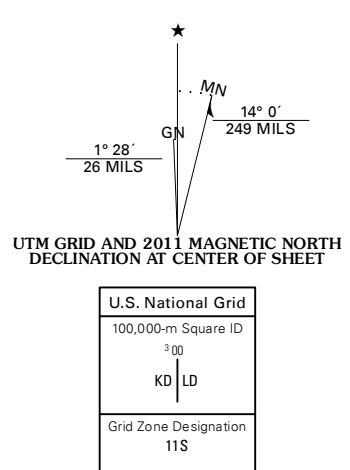 ★
MN
GN
14° 0´
249 MILS
1° 28´
26 MILS
UTM GRID AND 2011 MAGNETIC NORTH
DECLINATION AT CENTER OF SHEET
U.S. National Grid
100,000-m Square ID
³00
KD LD
Grid Zone Designation
11S